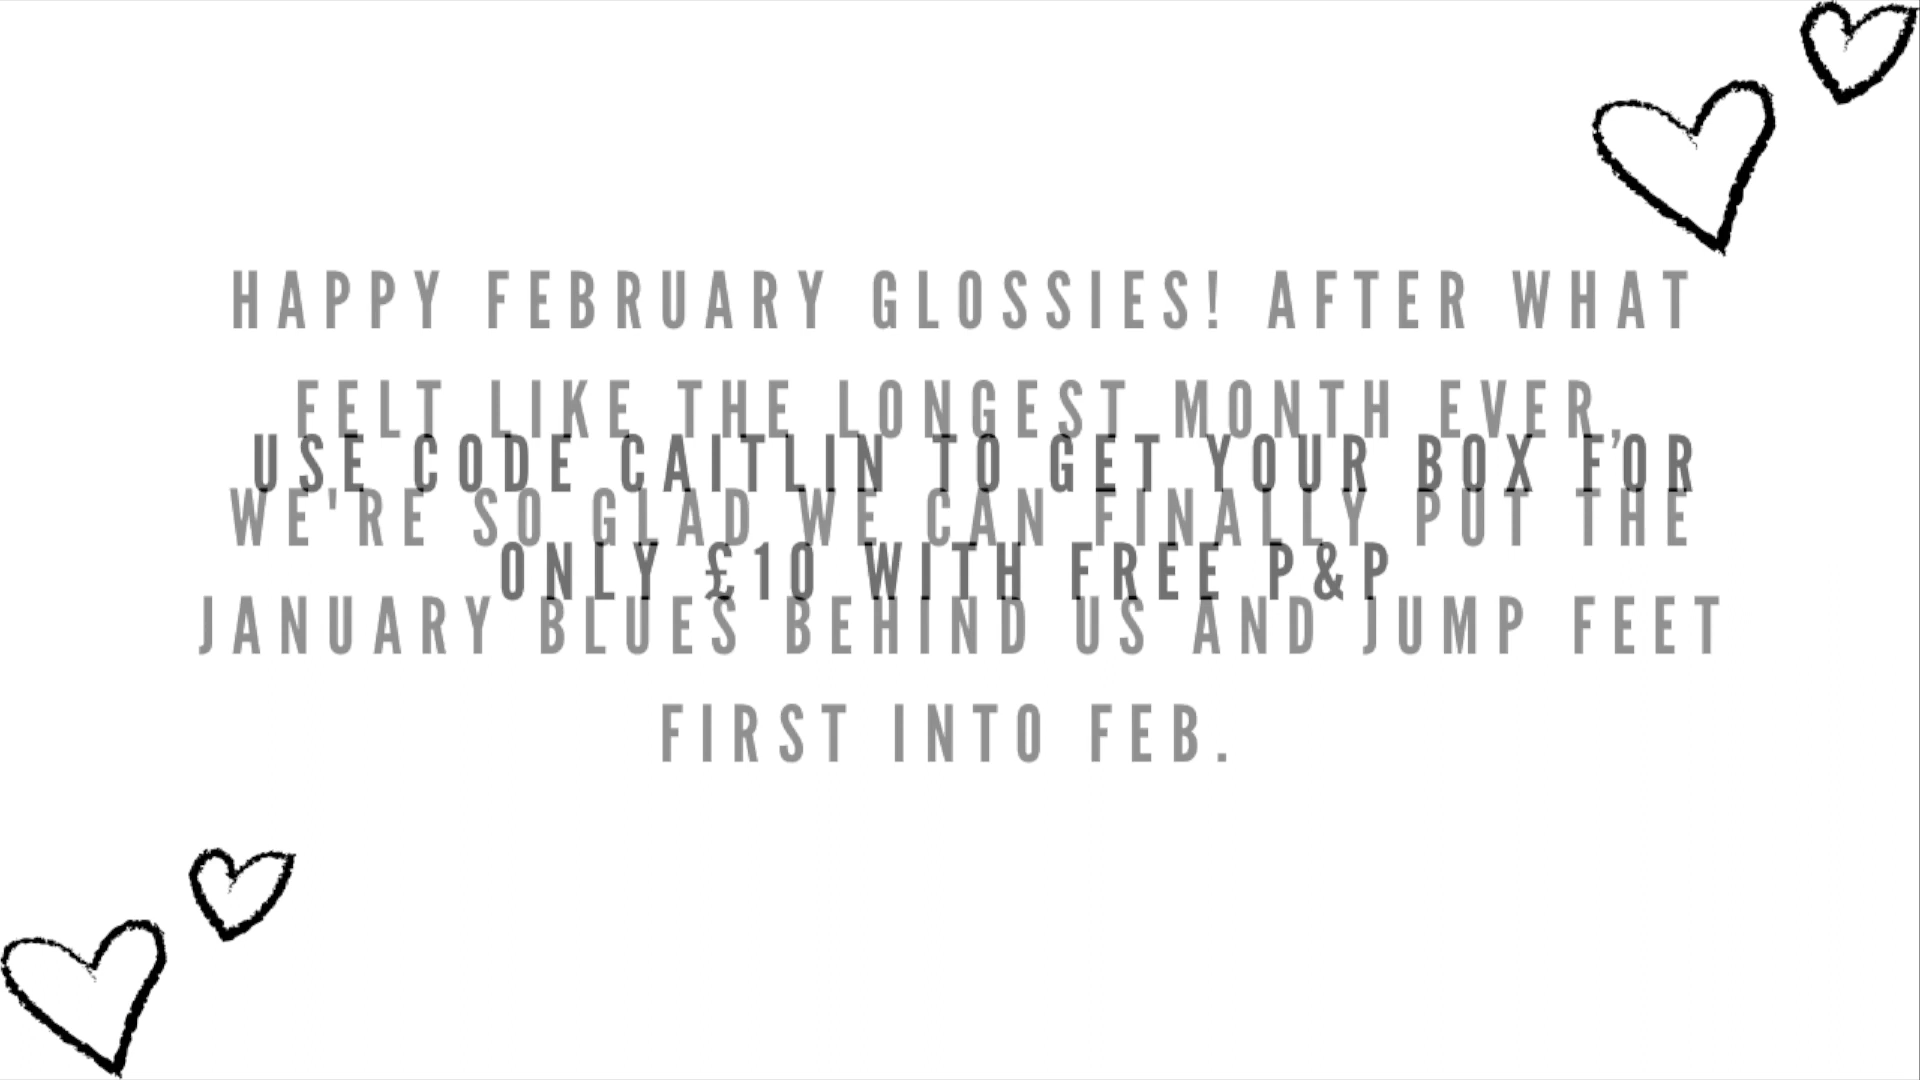 HAPPY FEBRUARY GLOSSIES! AFTER WHAT
FELT LIKE THE LONGEST MONTH EVER,
WE'RE SO GLAD WE CAN FINALLY PUT THE
JANUARY BLUES BEHIND US AND JUMP FEET
FIRST INTO FEB.
USE CODE CAITLIN TO GET YOUR BOX FOR
ONLY £10 WITH FREE P&P